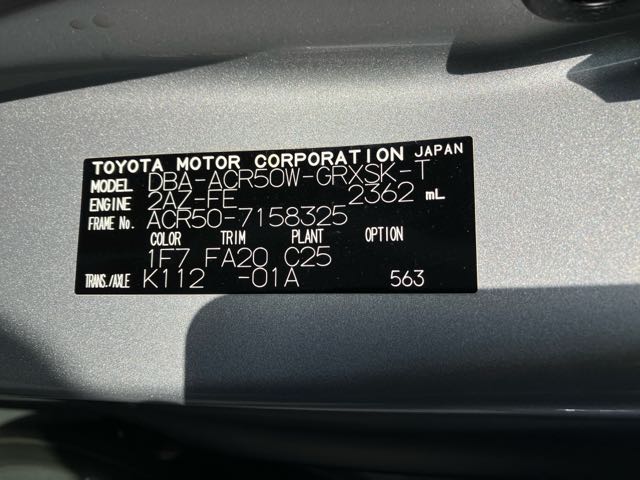 TOYOTA MOTOR CORPORATION JAPAN
MODEL DBA-ACR50W-GRXSK-T
ENGINE 2AZ-FE 2362 mL
FRAME No. ACR50-7158325
COLOR TRIM PLANT OPTION
1F7 FA20 C25
TRANS./AXLE K112 -01A 563